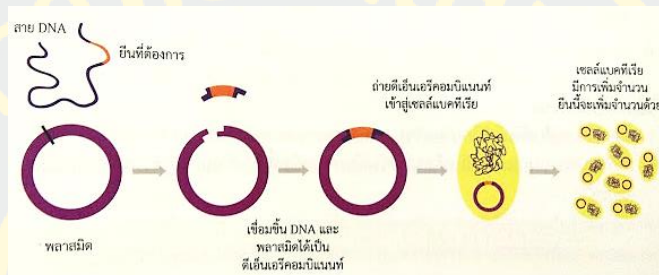 สาย DNA
ยีนที่ต้องการ
ถ่ายดีเอ็นเอรีคอมบิแนนท์
เข้าสู่เซลล์แบคทีเรีย
เซลล์แบคทีเรีย
มีการเพิ่มจำนวน
ยีนนี้จะเพิ่มจำนวนด้วย
พลาสมิด
เชื่อมชิ้น DNA และ
พลาสมิดได้เป็น
ดีเอ็นเอรีคอมบิแนนท์